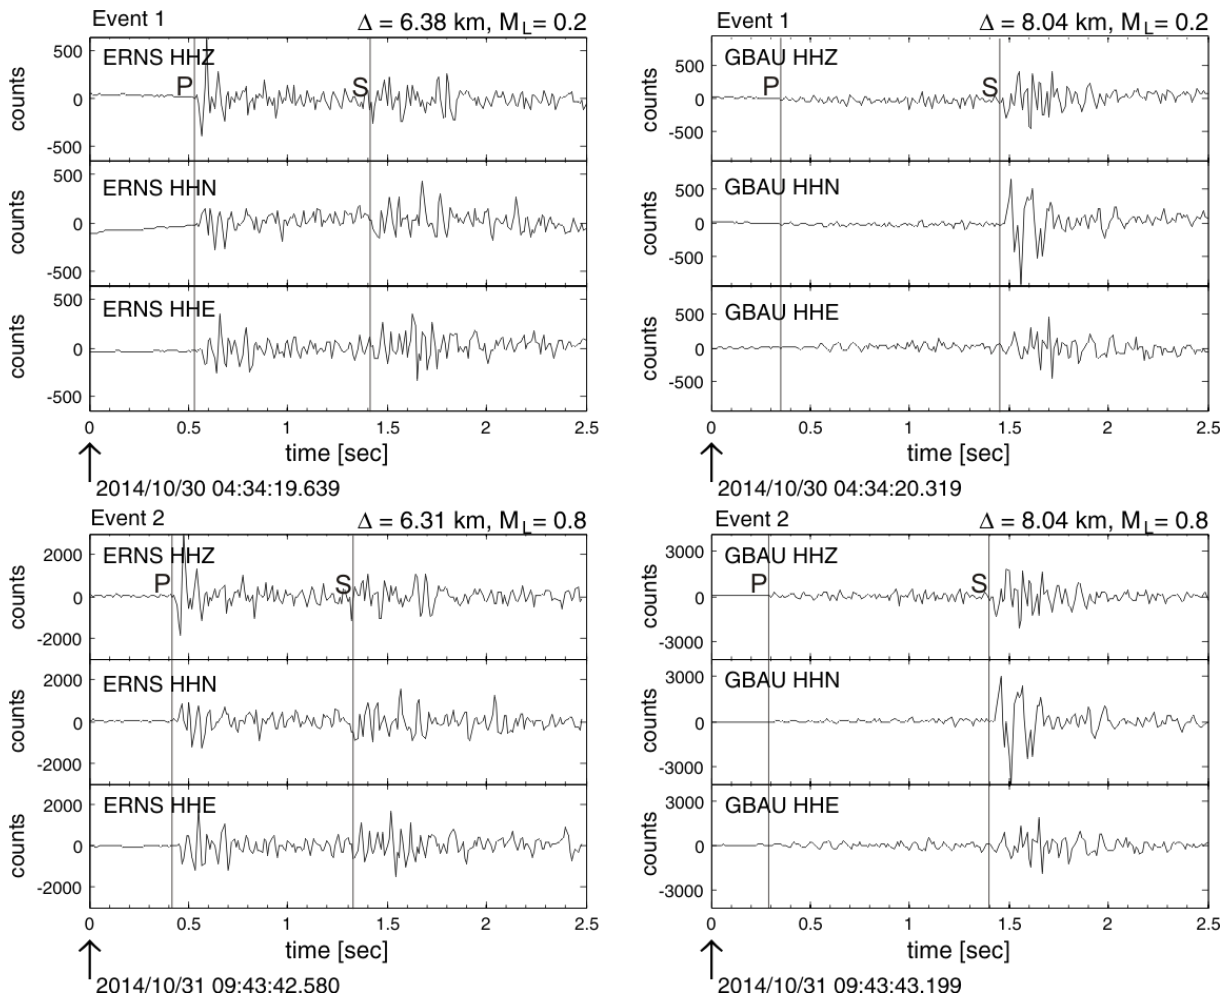 Event 1 Δ = 6.38 km, M_L= 0.2
500
0
-500
counts
ERNS HHZ
P
S
500
0
-500
counts
ERNS HHN
500
0
-500
counts
ERNS HHE
0 0.5 1 1.5 2 2.5
time [sec]
2014/10/30 04:34:19.639
Event 1 Δ = 8.04 km, M_L= 0.2
500
0
-500
counts
GBAU HHZ
P
S
500
0
-500
counts
GBAU HHN
500
0
-500
counts
GBAU HHE
0 0.5 1 1.5 2 2.5
time [sec]
2014/10/30 04:34:20.319
Event 2 Δ = 6.31 km, M_L= 0.8
2000
0
-2000
counts
ERNS HHZ
P
S
2000
0
-2000
counts
ERNS HHN
2000
0
-2000
counts
ERNS HHE
0 0.5 1 1.5 2 2.5
time [sec]
2014/10/31 09:43:42.580
Event 2 Δ = 8.04 km, M_L= 0.8
3000
0
-3000
counts
GBAU HHZ
P
S
3000
0
-3000
counts
GBAU HHN
3000
0
-3000
counts
GBAU HHE
0 0.5 1 1.5 2 2.5
time [sec]
2014/10/31 09:43:43.199